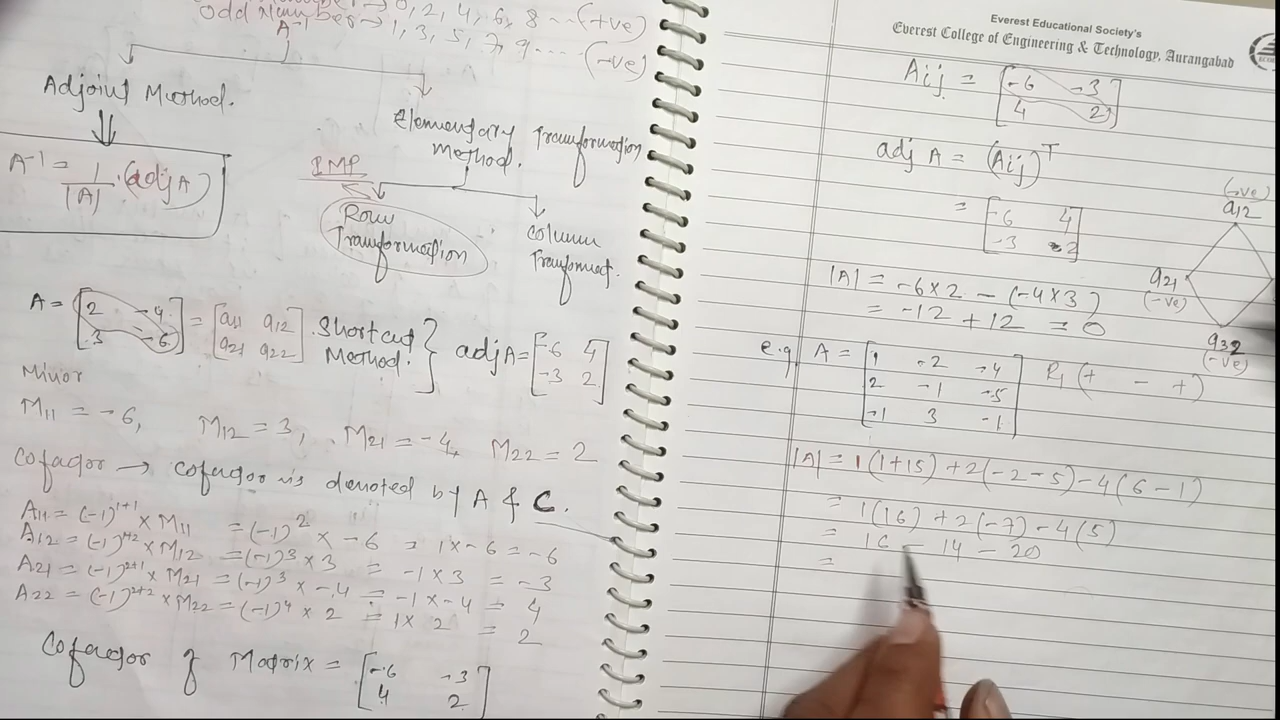 0, 2, 4, 6, 8 ... (+ve)
Odd Number → 1, 3, 5, 7, 9 .... (-ve)
A⁻¹
Adjoint Method.
Elementary Transformation
Method.
A⁻¹ = 1/|A| . (adj A)
IMP
Row
Transformation
Column
Transformat.
A = [2 -4; 3 -6] = [a11 a12; a21 a22] . Shortcut Method. } adj A = [-6 4; -3 2]
Minor
M11 = -6, M12 = 3, M21 = -4, M22 = 2
Cofactor → Cofactor is denoted by A & C.
A11 = (-1)¹⁺¹ × M11 = (-1)² × -6 = 1 × -6 = -6
A12 = (-1)¹⁺² × M12 = (-1)³ × 3 = -1 × 3 = -3
A21 = (-1)²⁺¹ × M21 = (-1)³ × -4 = -1 × -4 = 4
A22 = (-1)²⁺² × M22 = (-1)⁴ × 2 = 1 × 2 = 2
Cofactor of Matrix = [-6 -3; 4 2]
Everest Educational Society's
Everest College of Engineering & Technology, Aurangabad
Aij = [-6 -3; 4 2]
adj A = (Aij)ᵀ
= [-6 4; -3 2]
(-ve)
a12
a21
(-ve)
a32
(-ve)
|A| = -6×2 - (-4×3)
= -12 + 12 = 0
e.g A = [1 -2 -4; 2 -1 -5; -1 3 -1] R1 (+ - +)
|A| = 1(1+15) + 2(-2-5) - 4(6-1)
= 1(16) + 2(-7) - 4(5)
= 16 - 14 - 20
=